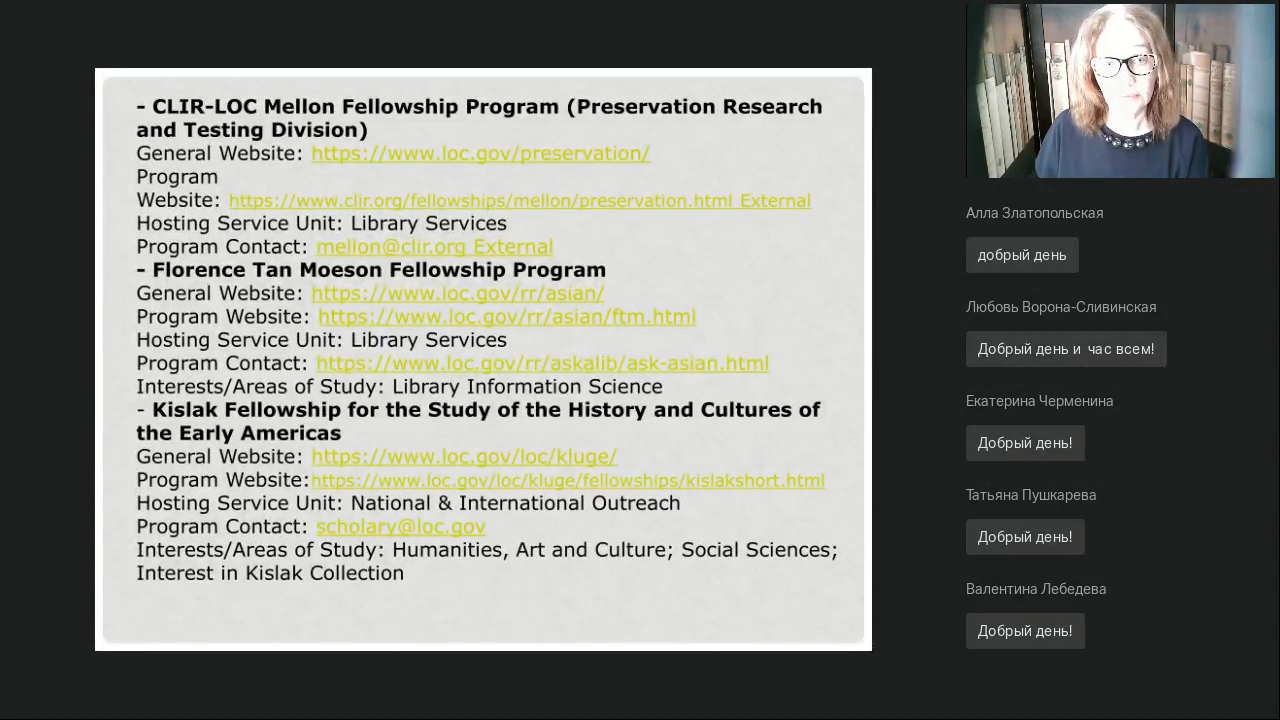 - CLIR-LOC Mellon Fellowship Program (Preservation Research
and Testing Division)
General Website: https://www.loc.gov/preservation/
Program
Website: https://www.clir.org/fellowships/mellon/preservation.html External
Hosting Service Unit: Library Services
Program Contact: mellon@clir.org External
- Florence Tan Moeson Fellowship Program
General Website: https://www.loc.gov/rr/asian/
Program Website: https://www.loc.gov/rr/asian/ftm.html
Hosting Service Unit: Library Services
Program Contact: https://www.loc.gov/rr/askalib/ask-asian.html
Interests/Areas of Study: Library Information Science
- Kislak Fellowship for the Study of the History and Cultures of
the Early Americas
General Website: https://www.loc.gov/loc/kluge/
Program Website:https://www.loc.gov/loc/kluge/fellowships/kislakshort.html
Hosting Service Unit: National & International Outreach
Program Contact: scholary@loc.gov
Interests/Areas of Study: Humanities, Art and Culture; Social Sciences;
Interest in Kislak Collection
Алла Златопольская
добрый день
Любовь Ворона-Сливинская
Добрый день и час всем!
Екатерина Черменина
Добрый день!
Татьяна Пушкарева
Добрый день!
Валентина Лебедева
Добрый день!